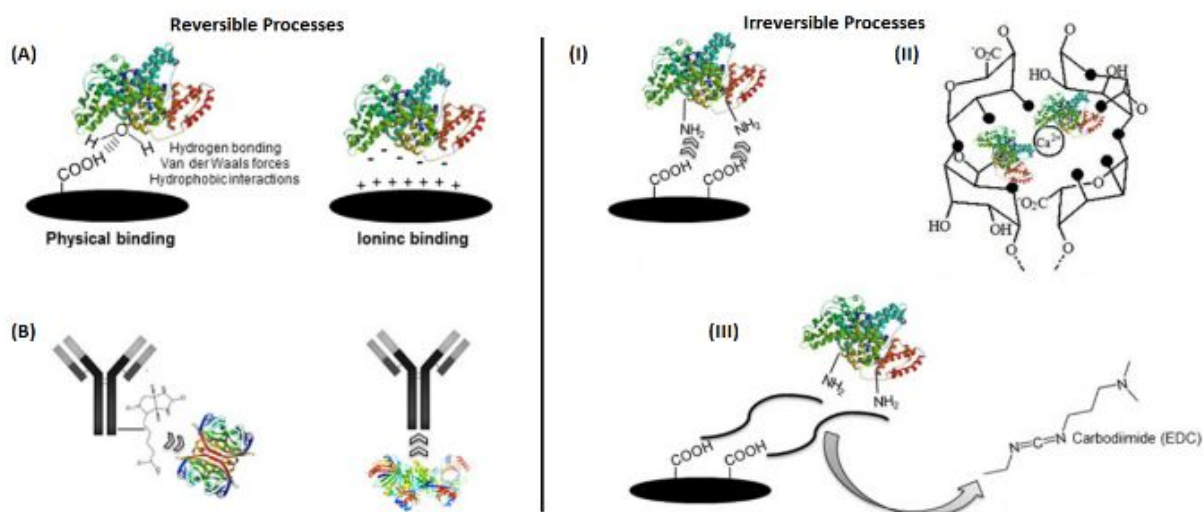 Reversible Processes
Irreversible Processes
(A)
H
O
H
COOH
Hydrogen bonding
Van der Waals forces
Hydrophobic interactions
Physical binding
- - - - -
+ + + + + + +
Ioninc binding
(I)
NH2
NH2
COOH
COOH
(II)
O
O
-O2C
O
HO
OH
O
O
Ca2+
O
O
-O2C
HO
OH
O
O
O
(B)
(III)
NH2
NH2
COOH
COOH
N
N=C=N
Carbodiimide (EDC)